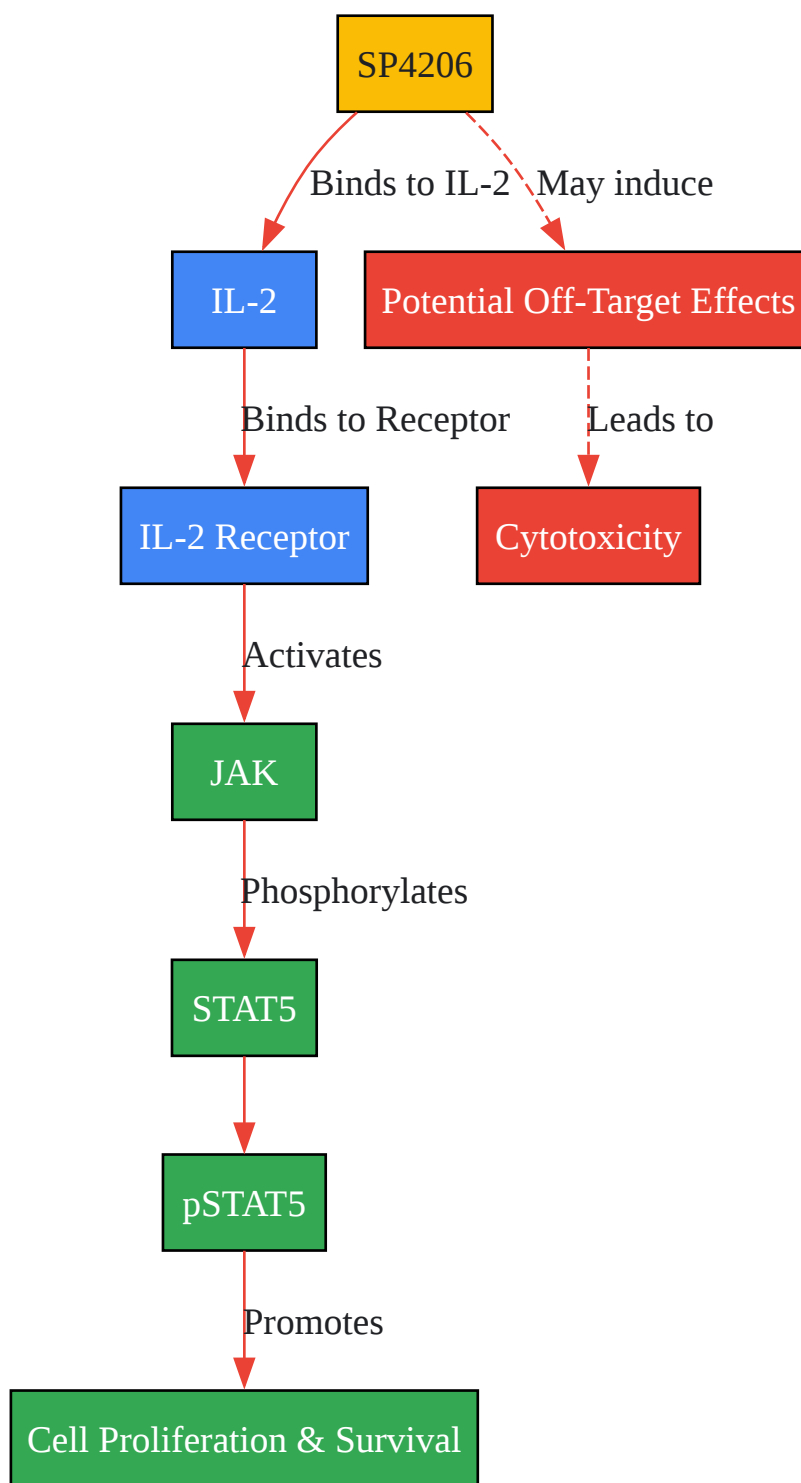 SP4206
Binds to IL-2
May induce
IL-2
Potential Off-Target Effects
Binds to Receptor
Leads to
IL-2 Receptor
Cytotoxicity
Activates
JAK
Phosphorylates
STAT5
pSTAT5
Promotes
Cell Proliferation & Survival